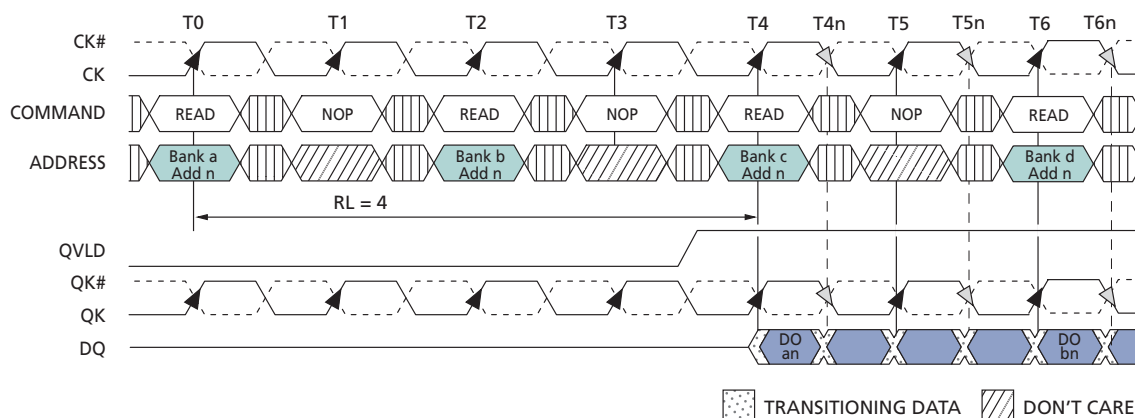 T0 T1 T2 T3 T4 T4n T5 T5n T6 T6n
CK#
CK
COMMAND READ NOP READ NOP READ NOP READ
ADDRESS Bank a Add n Bank b Add n Bank c Add n Bank d Add n
RL = 4
QVLD
QK#
QK
DQ DO an DO bn
TRANSITIONING DATA DON'T CARE